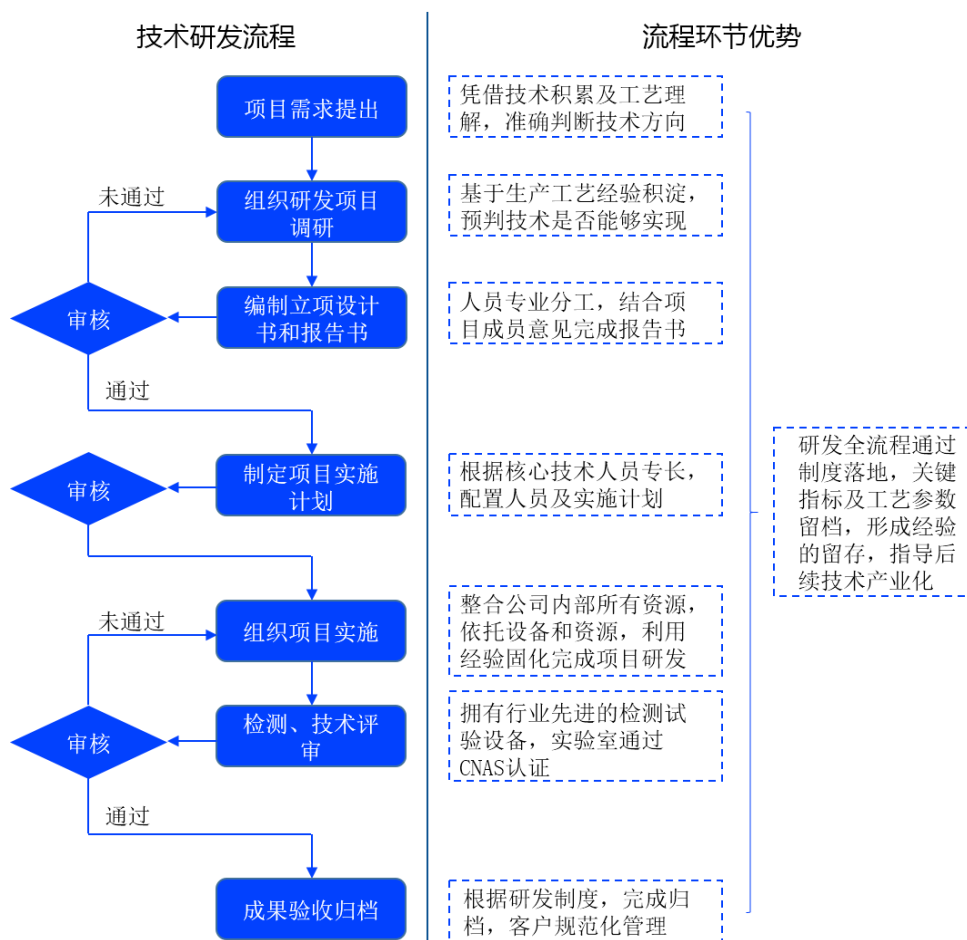 技术研发流程
流程环节优势
项目需求提出
凭借技术积累及工艺理
解，准确判断技术方向
未通过
组织研发项目
调研
基于生产工艺经验积淀，
预判技术是否能够实现
审核
编制立项设计
书和报告书
人员专业分工，结合项
目成员意见完成报告书
通过
审核
制定项目实施
计划
根据核心技术人员专长，
配置人员及实施计划
研发全流程通过
制度落地，关键
指标及工艺参数
留档，形成经验
的留存，指导后
续技术产业化
未通过
组织项目实施
整合公司内部所有资源，
依托设备和资源，利用
经验固化完成项目研发
审核
检测、技术评
审
拥有行业先进的检测试
验设备，实验室通过
CNAS认证
通过
成果验收归档
根据研发制度，完成归
档，客户规范化管理